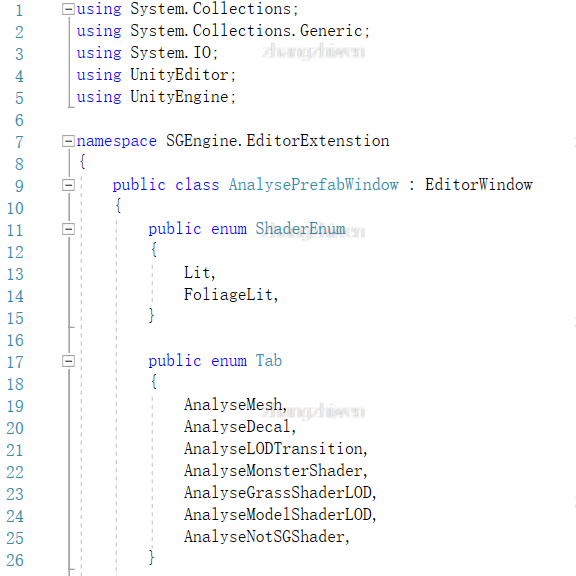 1 using System.Collections;
2 using System.Collections.Generic;
3 using System.IO;
4 using UnityEditor;
5 using UnityEngine;
6
7 namespace SGEngine.EditorExtenstion
8 {
9 public class AnalysePrefabWindow : EditorWindow
10 {
11 public enum ShaderEnum
12 {
13 Lit,
14 FoliageLit,
15 }
16
17 public enum Tab
18 {
19 AnalyseMesh,
20 AnalyseDecal,
21 AnalyseLODTransition,
22 AnalyseMonsterShader,
23 AnalyseGrassShaderLOD,
24 AnalyseModelShaderLOD,
25 AnalyseNotSGShader,
26 }